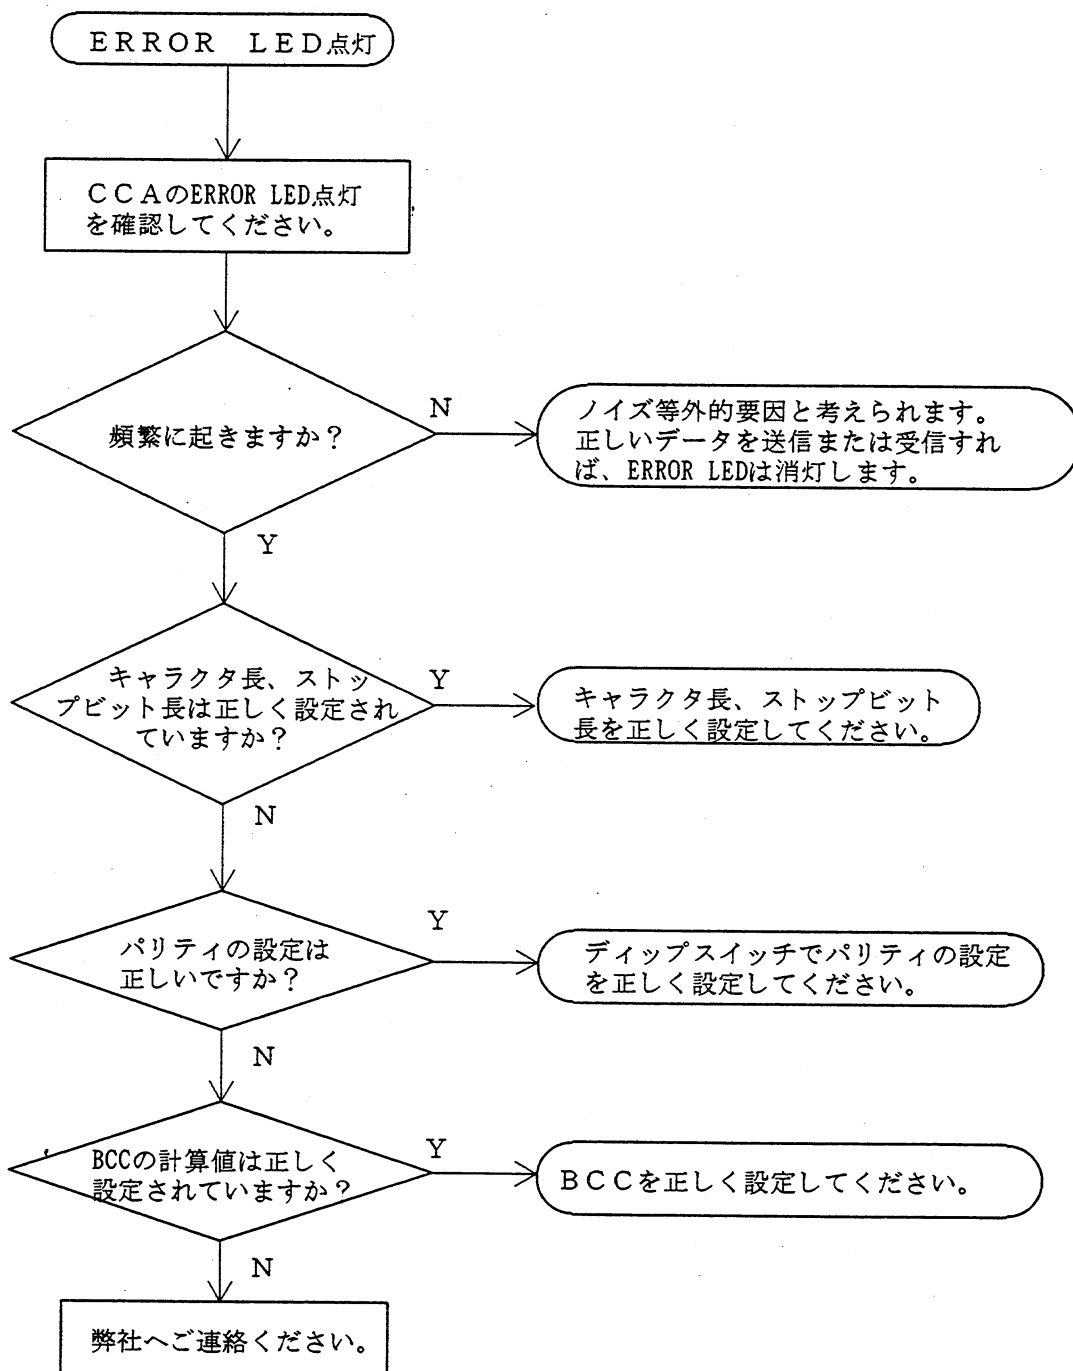 ERROR LED点灯
CCAのERROR LED点灯
を確認してください。
頻繁に起きますか?
N
ノイズ等外的要因と考えられます。
正しいデータを送信または受信すれ
ば、ERROR LEDは消灯します。
Y
キャラクタ長、ストッ
プビット長は正しく設定され
ていますか?
Y
キャラクタ長、ストップビット
長を正しく設定してください。
N
パリティの設定は
正しいですか?
Y
ディップスイッチでパリティの設定
を正しく設定してください。
N
BCCの計算値は正しく
設定されていますか?
Y
BCCを正しく設定してください。
N
弊社へご連絡ください。